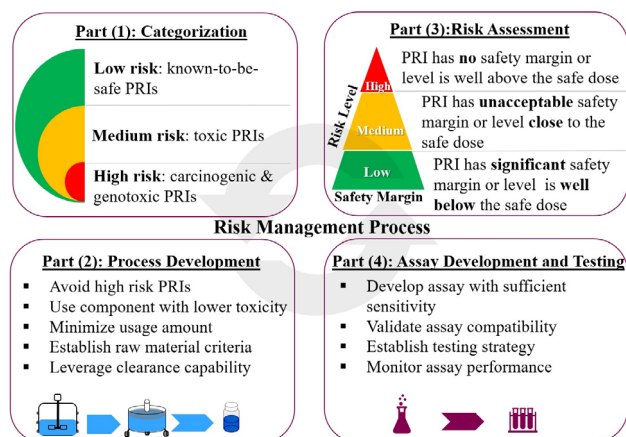 Part (1): Categorization
Low risk: known-to-be-
safe PRIs
Medium risk: toxic PRIs
High risk: carcinogenic &
genotoxic PRIs
Part (3):Risk Assessment
Risk Level
High
Medium
Low
Safety Margin
PRI has no safety margin or
level is well above the safe dose
PRI has unacceptable safety
margin or level close to the
safe dose
PRI has significant safety
margin or level is well
below the safe dose
Risk Management Process
Part (2): Process Development
▪ Avoid high risk PRIs
▪ Use component with lower toxicity
▪ Minimize usage amount
▪ Establish raw material criteria
▪ Leverage clearance capability
Part (4): Assay Development and Testing
▪ Develop assay with sufficient
sensitivity
▪ Validate assay compatibility
▪ Establish testing strategy
▪ Monitor assay performance